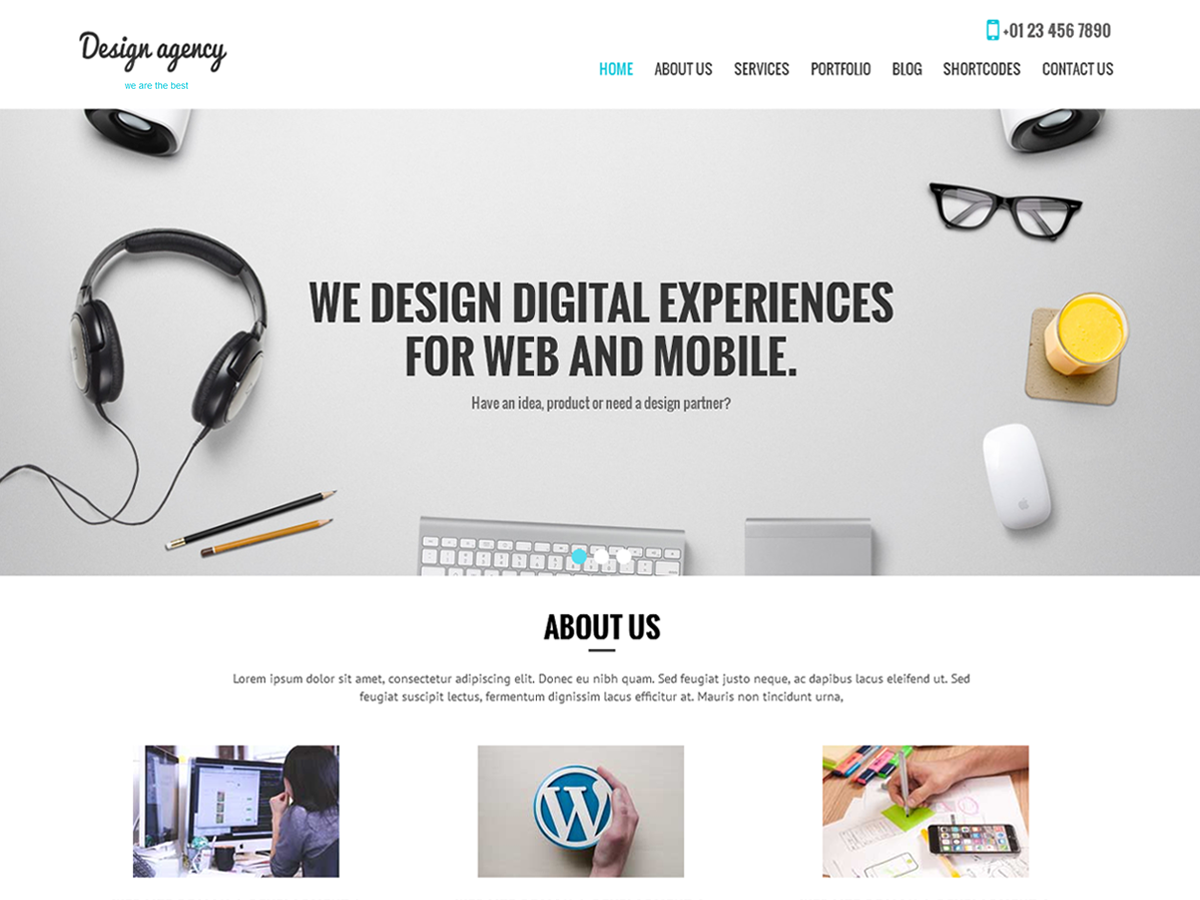 Design agency
we are the best
+01 23 456 7890
HOME ABOUT US SERVICES PORTFOLIO BLOG SHORTCODES CONTACT US
WE DESIGN DIGITAL EXPERIENCES
FOR WEB AND MOBILE.
Have an idea, product or need a design partner?
ABOUT US
Lorem ipsum dolor sit amet, consectetur adipiscing elit. Donec eu nibh quam. Sed feugiat justo neque, ac dapibus lacus eleifend ut. Sed
feugiat suscipit lectus, fermentum dignissim lacus efficitur at. Mauris non tincidunt urna,
W